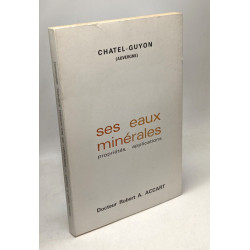 CHATEL-GUYON
(AUVERGNE)
ses eaux
minérales
propriétés, applications
Docteur Robert A. ACCART